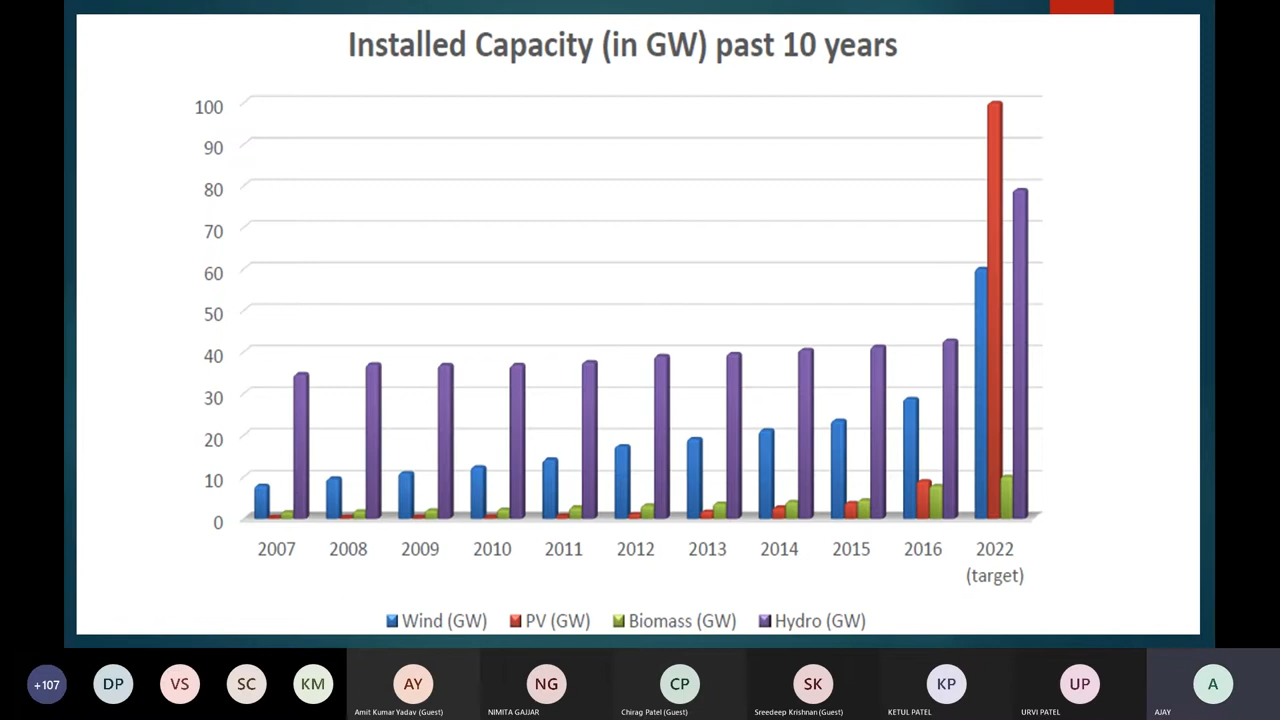 Installed Capacity (in GW) past 10 years
100
90
80
70
60
50
40
30
20
10
0
2007 2008 2009 2010 2011 2012 2013 2014 2015 2016 2022
(target)
Wind (GW) PV (GW) Biomass (GW) Hydro (GW)
+107 DP VS SC KM AY NG CP SK KP UP A
Amit Kumar Yadav (Guest) NIMITA GAJJAR Chirag Patel (Guest) Sreedeep Krishnan (Guest) KETUL PATEL URVI PATEL AJAY